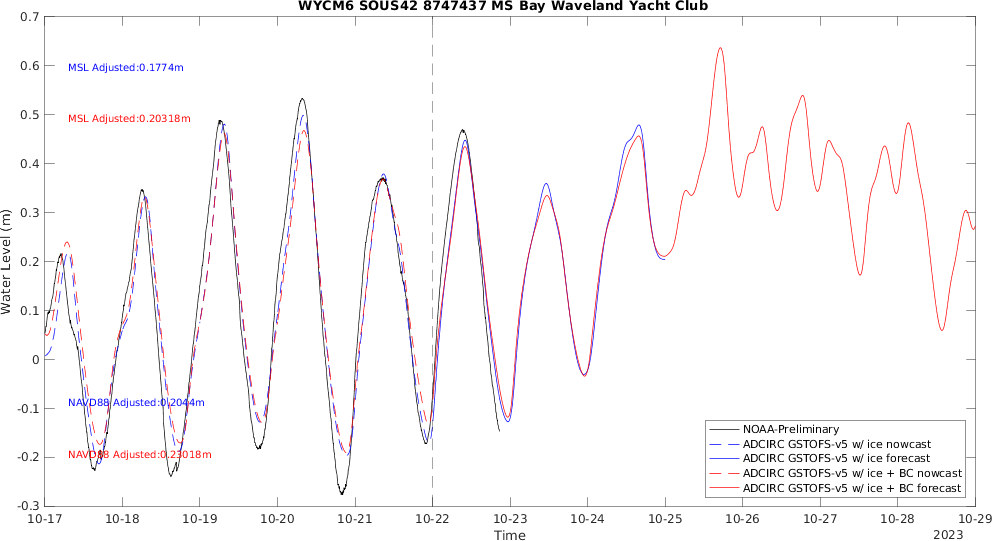 WYCM6 SOUS42 8747437 MS Bay Waveland Yacht Club
0.7
0.6
0.5
0.4
0.3
0.2
0.1
0
-0.1
-0.2
-0.3
Water Level (m)
MSL Adjusted:0.1774m
MSL Adjusted:0.20318m
NAVD88 Adjusted:0.2044m
NAVD88 Adjusted:0.23018m
NOAA-Preliminary
ADCIRC GSTOFS-v5 w/ ice nowcast
ADCIRC GSTOFS-v5 w/ ice forecast
ADCIRC GSTOFS-v5 w/ ice + BC nowcast
ADCIRC GSTOFS-v5 w/ ice + BC forecast
10-17 10-18 10-19 10-20 10-21 10-22 10-23 10-24 10-25 10-26 10-27 10-28 10-29
Time
2023